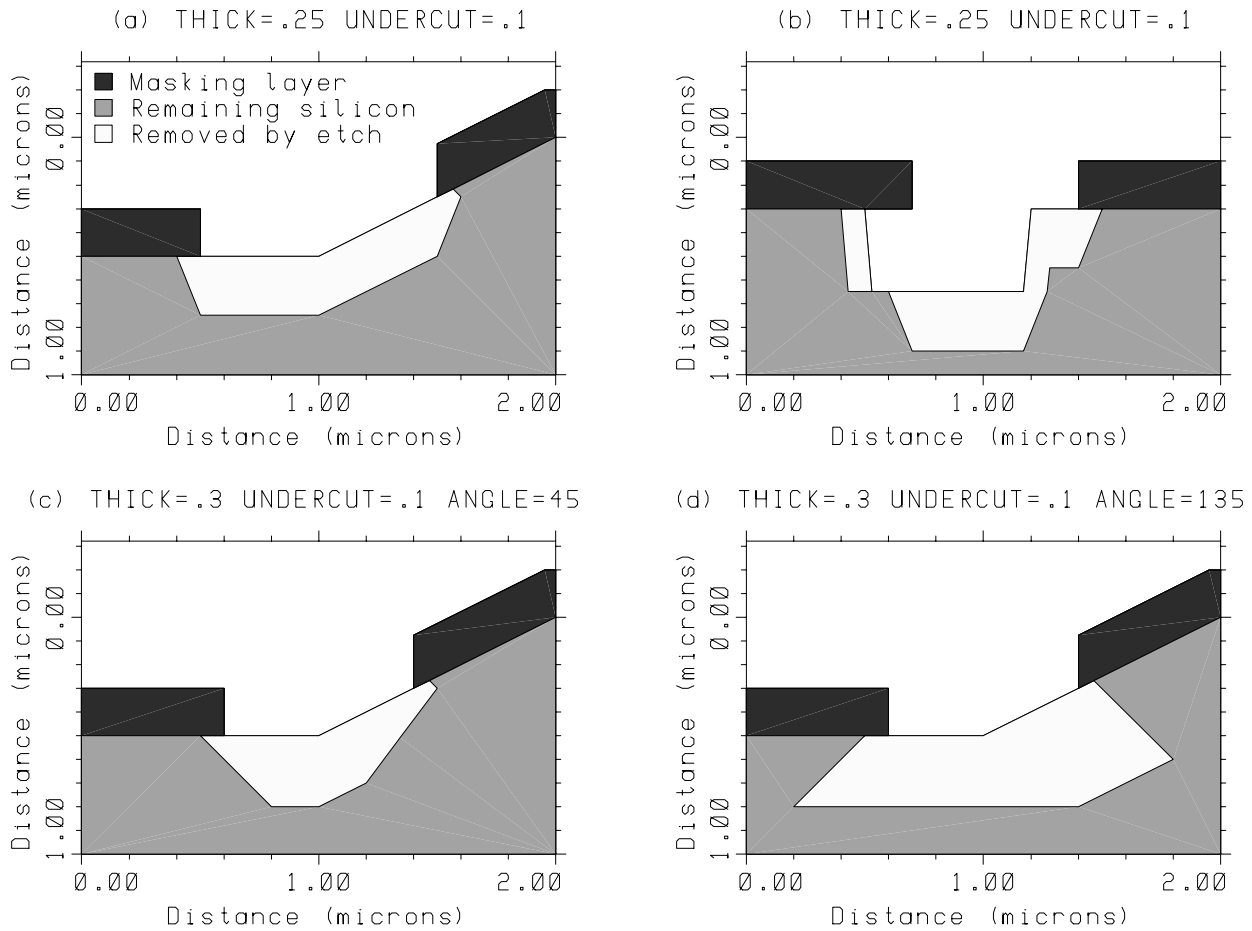 (a) THICK=.25 UNDERCUT=.1
Masking layer
Remaining silicon
Removed by etch
Distance (microns)
0.00
1.00
0.00 1.00 2.00
Distance (microns)
(b) THICK=.25 UNDERCUT=.1
Distance (microns)
0.00
1.00
0.00 1.00 2.00
Distance (microns)
(c) THICK=.3 UNDERCUT=.1 ANGLE=45
Distance (microns)
0.00
1.00
0.00 1.00 2.00
Distance (microns)
(d) THICK=.3 UNDERCUT=.1 ANGLE=135
Distance (microns)
0.00
1.00
0.00 1.00 2.00
Distance (microns)